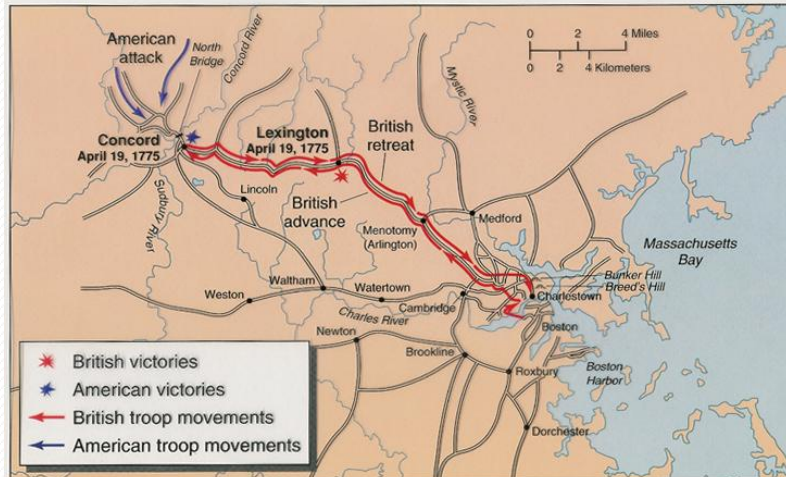 American
attack
North
Bridge
Concord River
Concord
April 19, 1775
Lexington
April 19, 1775
British
retreat
British
advance
Mystic River
0 2 4 Miles
0 2 4 Kilometers
Sudbury River
Lincoln
Menotomy
(Arlington)
Medford
Massachusetts
Bay
Bunker Hill
Breed's Hill
Charlestown
Waltham
Watertown
Weston
Cambridge
Charles River
Boston
Newton
Brookline
Roxbury
Boston
Harbor
Dorchester
British victories
American victories
British troop movements
American troop movements